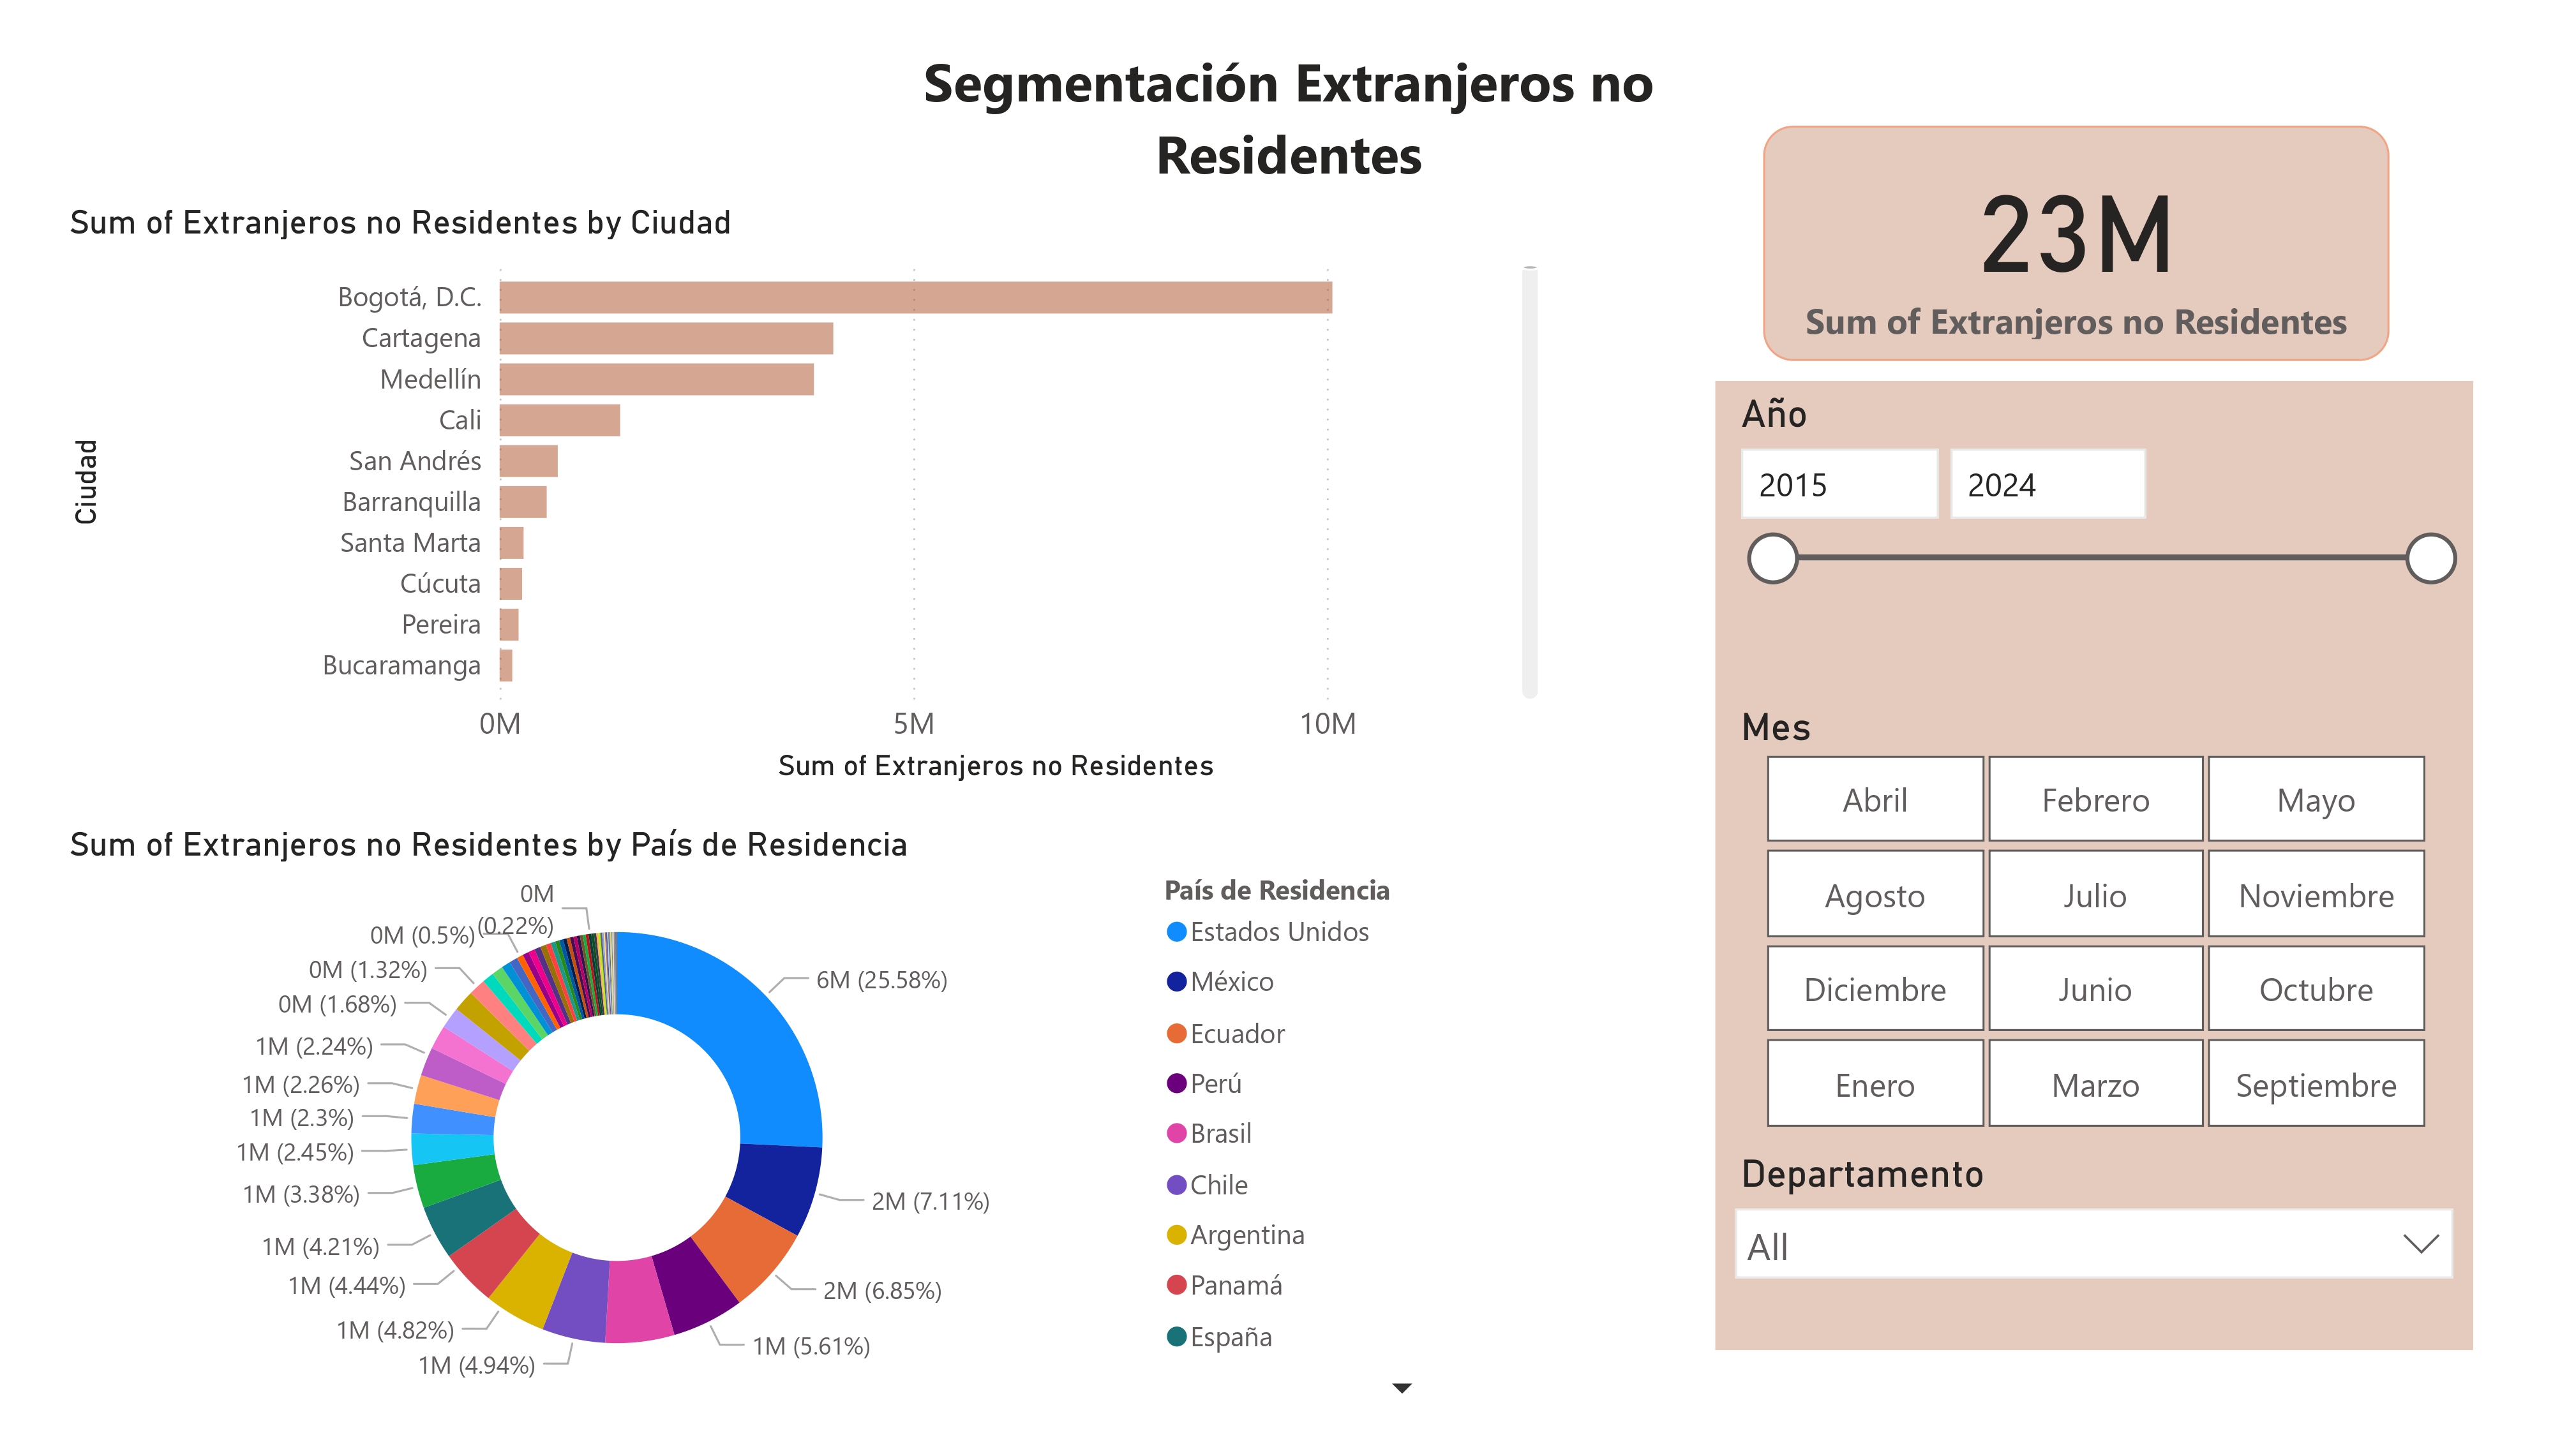 Segmentación Extranjeros no
Residentes
Sum of Extranjeros no Residentes by Ciudad
Ciudad
Bogotá, D.C.
Cartagena
Medellín
Cali
San Andrés
Barranquilla
Santa Marta
Cúcuta
Pereira
Bucaramanga
0M
5M
10M
Sum of Extranjeros no Residentes
23M
Sum of Extranjeros no Residentes
Año
2015
2024
Mes
Abril
Febrero
Mayo
Agosto
Julio
Noviembre
Diciembre
Junio
Octubre
Enero
Marzo
Septiembre
Departamento
All
Sum of Extranjeros no Residentes by País de Residencia
0M
(0.22%)
0M (0.5%)
0M (1.32%)
0M (1.68%)
1M (2.24%)
1M (2.26%)
1M (2.3%)
1M (2.45%)
1M (3.38%)
1M (4.21%)
1M (4.44%)
1M (4.82%)
1M (4.94%)
6M (25.58%)
2M (7.11%)
2M (6.85%)
1M (5.61%)
País de Residencia
Estados Unidos
México
Ecuador
Perú
Brasil
Chile
Argentina
Panamá
España